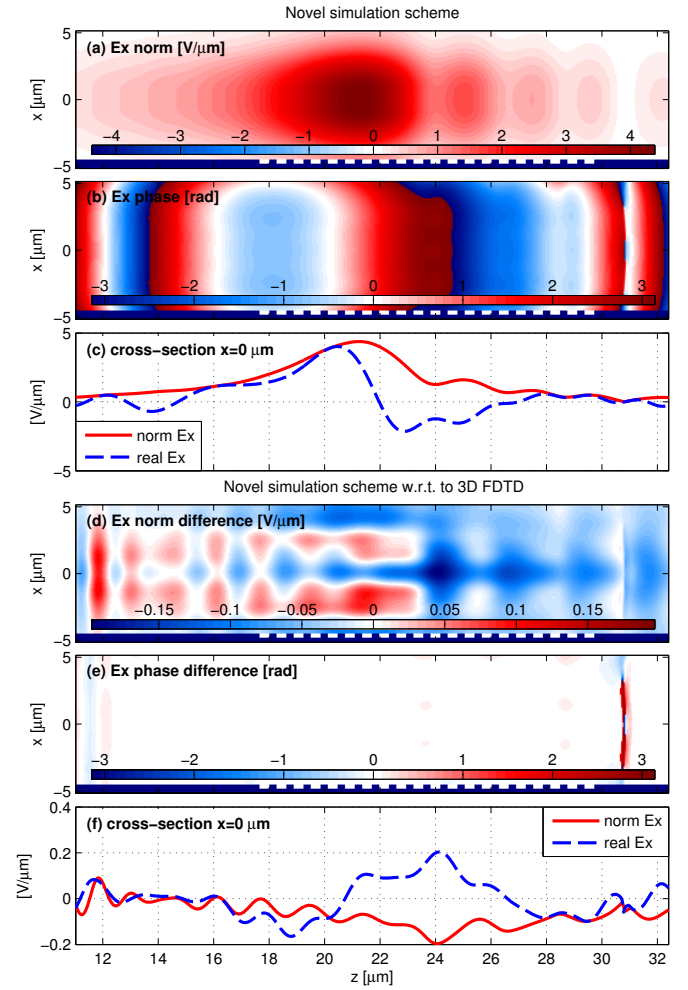 Novel simulation scheme
(a) Ex norm [V/μm]
x [μm]
5
0
−5
−4 −3 −2 −1 0 1 2 3 4
(b) Ex phase [rad]
x [μm]
5
0
−5
−3 −2 −1 0 1 2 3
(c) cross−section x=0 μm
[V/μm]
5
0
−5
norm Ex
real Ex
Novel simulation scheme w.r.t. to 3D FDTD
(d) Ex norm difference [V/μm]
x [μm]
5
0
−5
−0.15 −0.1 −0.05 0 0.05 0.1 0.15
(e) Ex phase difference [rad]
x [μm]
5
0
−5
−3 −2 −1 0 1 2 3
(f) cross−section x=0 μm
[V/μm]
0.4
0.2
0
−0.2
norm Ex
real Ex
12 14 16 18 20 22 24 26 28 30 32
z [μm]